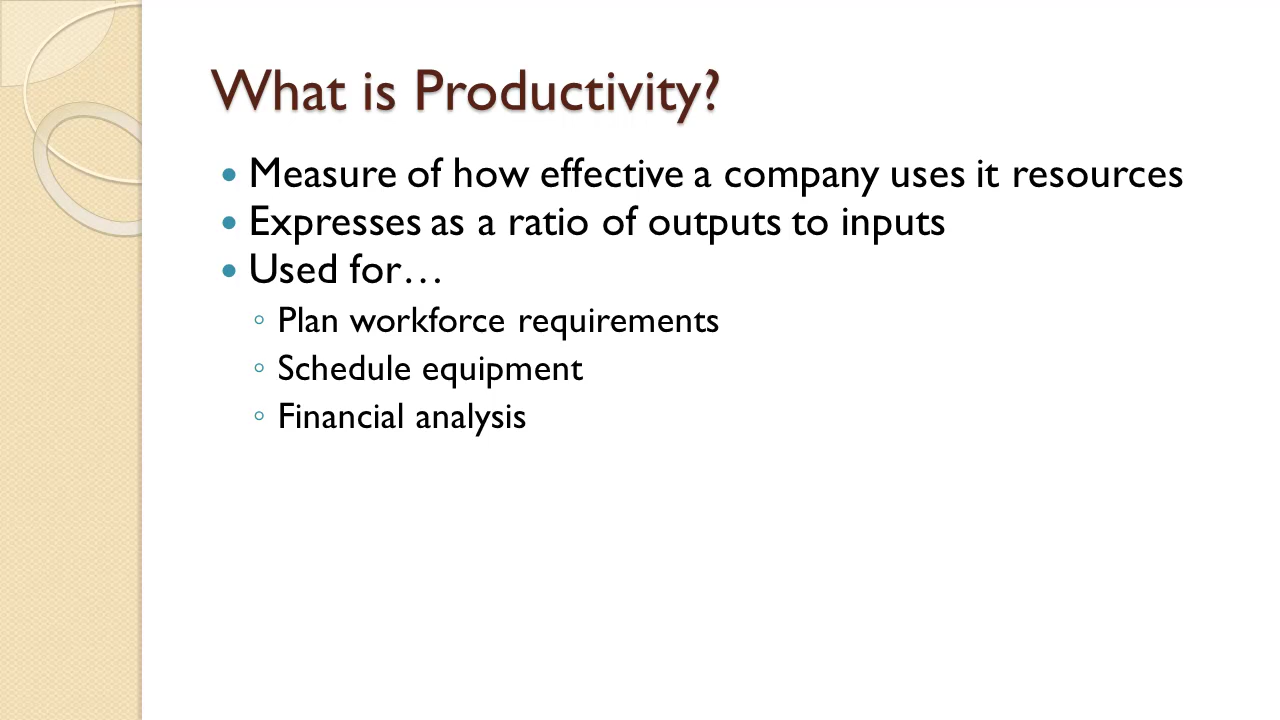 What is Productivity?
• Measure of how effective a company uses it resources
• Expresses as a ratio of outputs to inputs
• Used for…
◦ Plan workforce requirements
◦ Schedule equipment
◦ Financial analysis